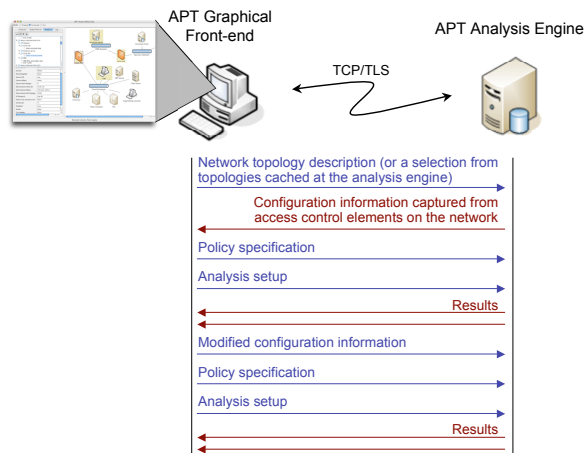 APT Graphical
Front-end
APT Analysis Engine
TCP/TLS
Network topology description (or a selection from
topologies cached at the analysis engine)
Configuration information captured from
access control elements on the network
Policy specification
Analysis setup
Results
Modified configuration information
Policy specification
Analysis setup
Results